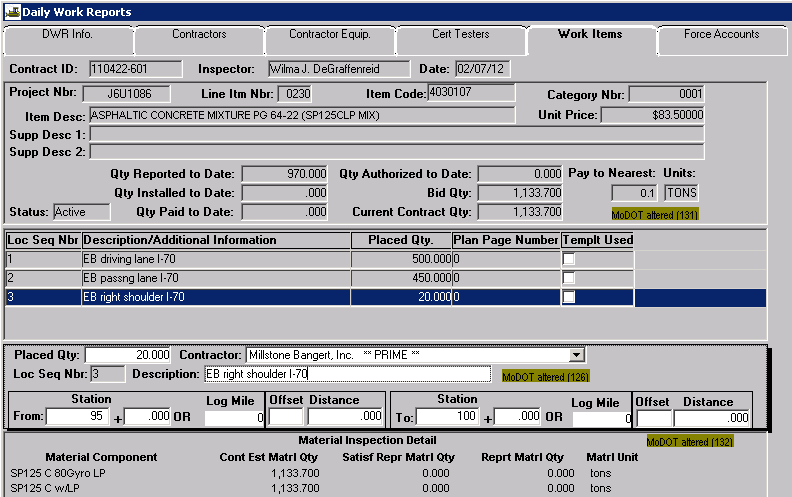 Daily Work Reports
DWR Info. Contractors Contractor Equip. Cert Testers Work Items Force Accounts
Contract ID: 110422-601 Inspector: Wilma J. DeGraffenreid Date: 02/07/12
Project Nbr: J6U1086 Line Itm Nbr: 0230 Item Code: 4030107 Category Nbr: 0001
Item Desc: ASPHALTIC CONCRETE MIXTURE PG 64-22 (SP125CLP MIX) Unit Price: $83.50000
Supp Desc 1:
Supp Desc 2:
Qty Reported to Date: 970.000 Qty Authorized to Date: 0.000 Pay to Nearest: Units:
Qty Installed to Date: .000 Bid Qty: 1,133.700 0.1 TONS
Status: Active Qty Paid to Date: .000 Current Contract Qty: 1,133.700 MoDOT altered (131)
Loc Seq Nbr Description/Additional Information Placed Qty. Plan Page Number Templt Used
1 EB driving lane I-70 500.000 0
2 EB passng lane I-70 450.000 0
3 EB right shoulder I-70 20.000 0
Placed Qty: 20.000 Contractor: Millstone Bangert, Inc. ** PRIME **
Loc Seq Nbr: 3 Description: EB right shoulder I-70 MoDOT altered (126)
Station Log Mile Offset Distance Station Log Mile Offset Distance
From: 95 + .000 OR 0 .000 To: 100 + .000 OR 0 .000
Material Inspection Detail MoDOT altered (132)
Material Component Cont Est Matrl Qty Satisf Repr Matrl Qty Reprt Matrl Qty Matrl Unit
SP125 C 80Gyro LP 1,133.700 0.000 0.000 tons
SP125 C w/LP 1,133.700 0.000 0.000 tons